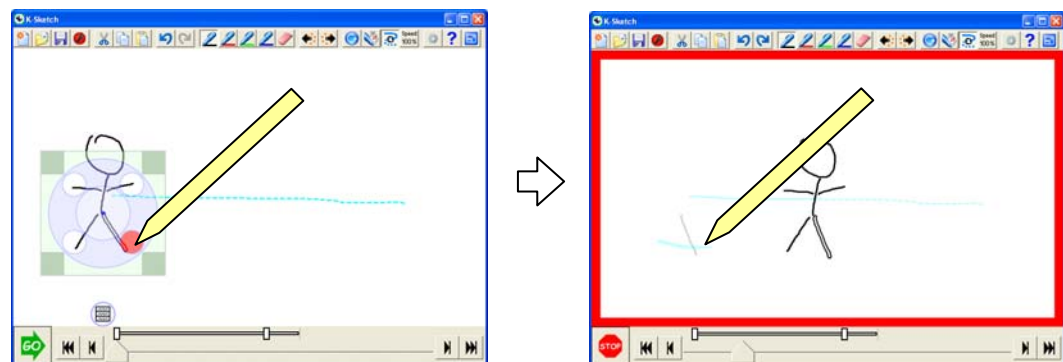 K-Sketch
Speed
100%
?
GO
K-Sketch
Speed
100%
?
STOP